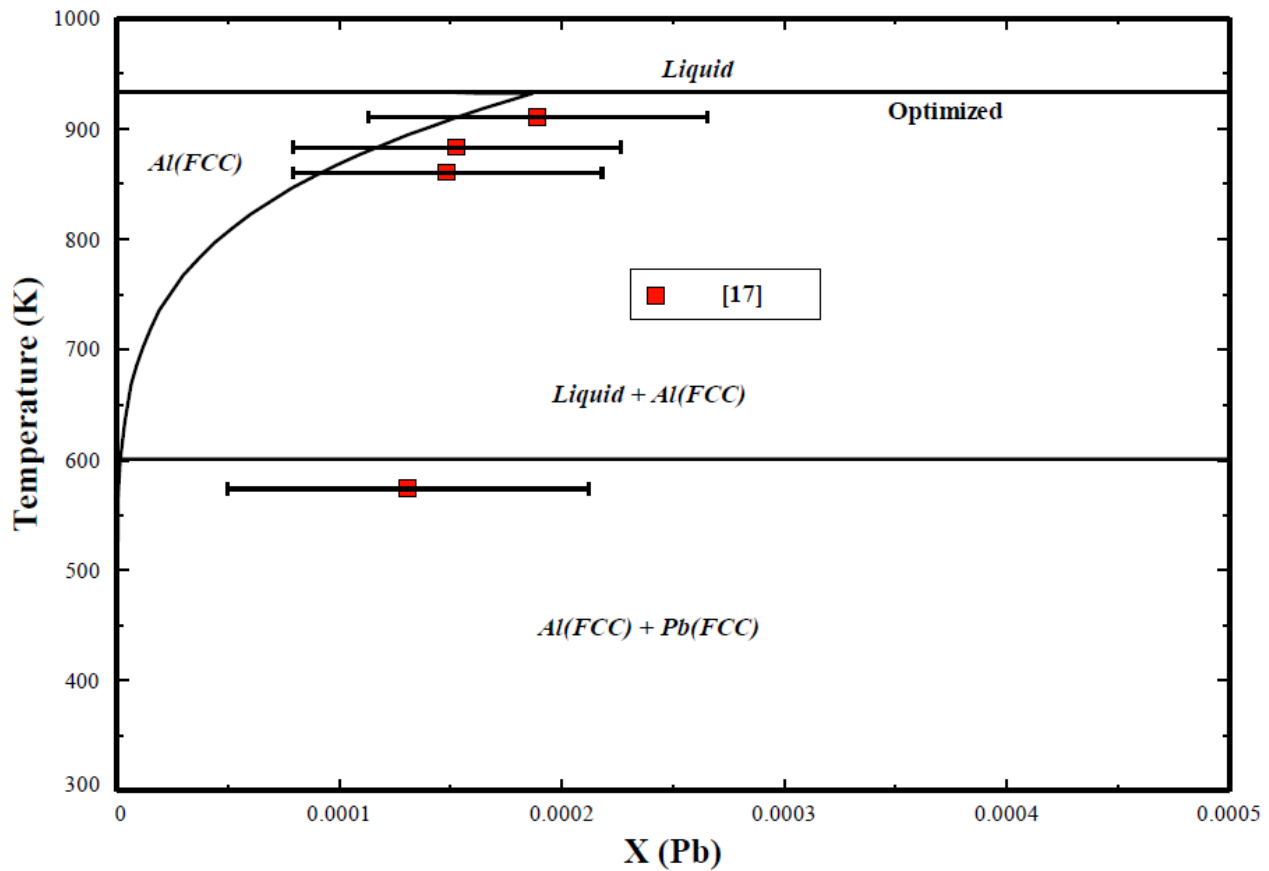 1000
900
800
700
600
500
400
300
Temperature (K)
Liquid
Optimized
Al(FCC)
[17]
Liquid + Al(FCC)
Al(FCC) + Pb(FCC)
0
0.0001
0.0002
0.0003
0.0004
0.0005
X (Pb)